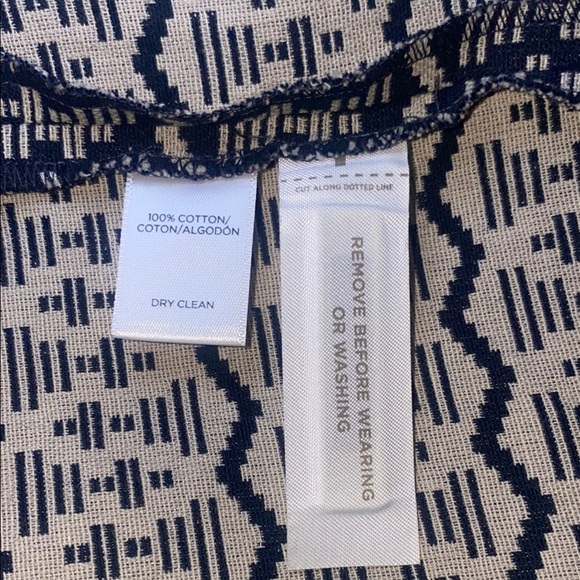 100% COTTON/
COTON/ALGODÓN
DRY CLEAN
CUT ALONG DOTTED LINE
REMOVE BEFORE WEARING
OR WASHING